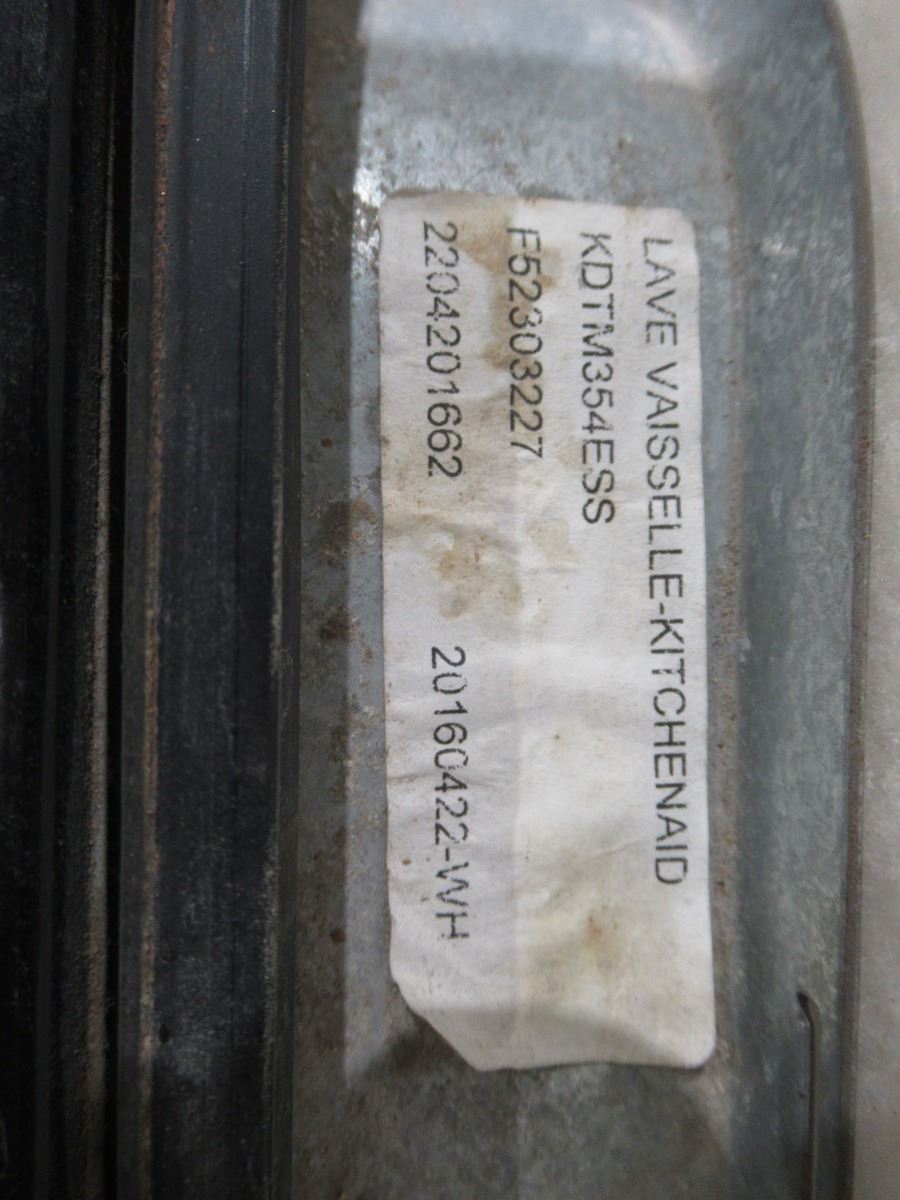 LAVE VAISSELLE-KITCHENAID
KDTM354ESS
F52303227
2204201662 20160422-WH